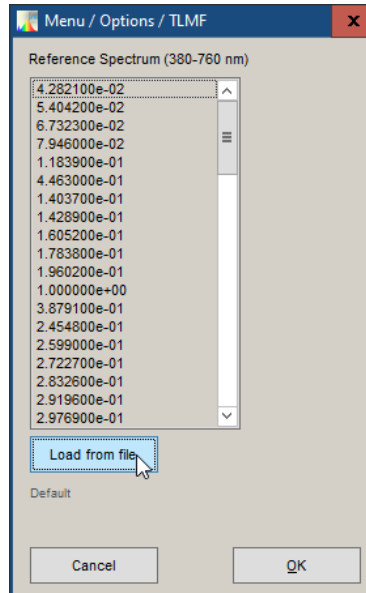 Menu / Options / TLMF
x
Reference Spectrum (380-760 nm)
4.282100e-02
5.404200e-02
6.732300e-02
7.946000e-02
1.183900e-01
4.463000e-01
1.403700e-01
1.428900e-01
1.605200e-01
1.783800e-01
1.960200e-01
1.000000e+00
3.879100e-01
2.454800e-01
2.599000e-01
2.722700e-01
2.832600e-01
2.919600e-01
2.976900e-01
Load from file
Default
Cancel
OK